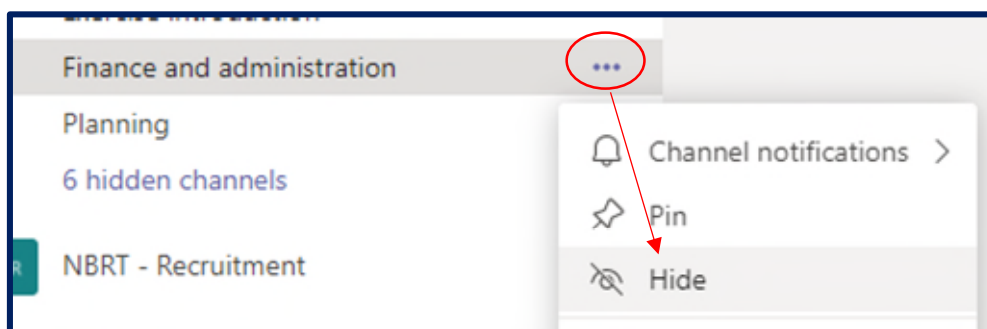 Finance and administration ...
Planning
6 hidden channels
NBRT - Recruitment
R
Channel notifications
Pin
Hide